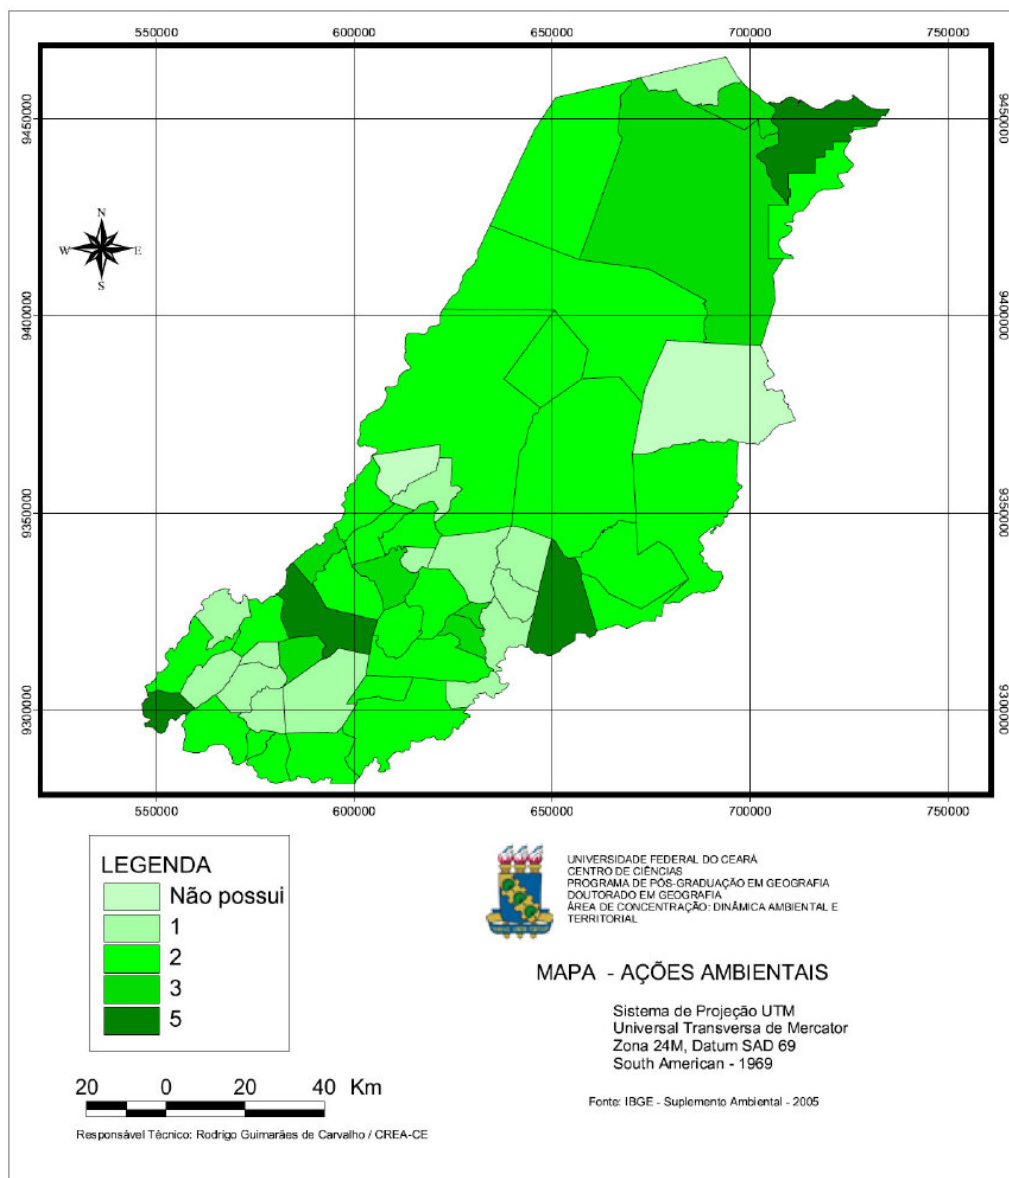 550000 600000 650000 700000 750000
9450000 9450000
N
W E
S
9400000 9400000
9350000 9350000
9300000 9300000
550000 600000 650000 700000 750000
LEGENDA
Não possui
1
2
3
5
20 0 20 40 Km
Responsável Técnico: Rodrigo Guimarães de Carvalho / CREA-CE
UNIVERSIDADE FEDERAL DO CEARÁ
CENTRO DE CIÊNCIAS
PROGRAMA DE PÓS-GRADUAÇÃO EM GEOGRAFIA
DOUTORADO EM GEOGRAFIA
ÁREA DE CONCENTRAÇÃO: DINÂMICA AMBIENTAL E
TERRITORIAL
MAPA - AÇÕES AMBIENTAIS
Sistema de Projeção UTM
Universal Transversa de Mercator
Zona 24M, Datum SAD 69
South American - 1969
Fonte: IBGE - Suplemento Ambiental - 2005